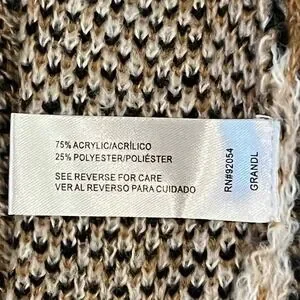 75% ACRYLIC/ACRÍLICO
25% POLYESTER/POLIÉSTER
SEE REVERSE FOR CARE
VER AL REVERSO PARA CUIDADO
RN#92054
GRANDL